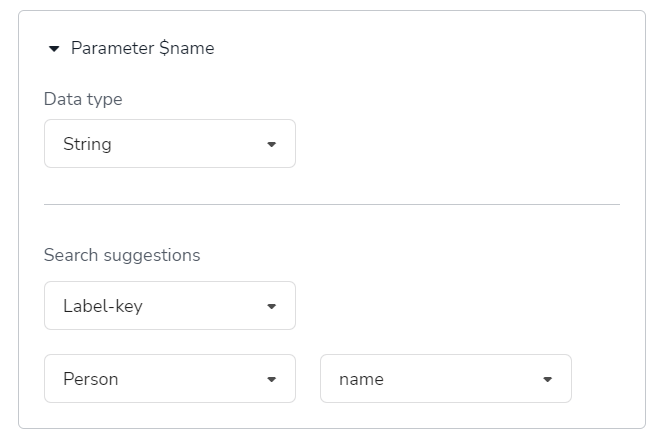 Parameter $name
Data type
String
Search suggestions
Label-key
Person
name